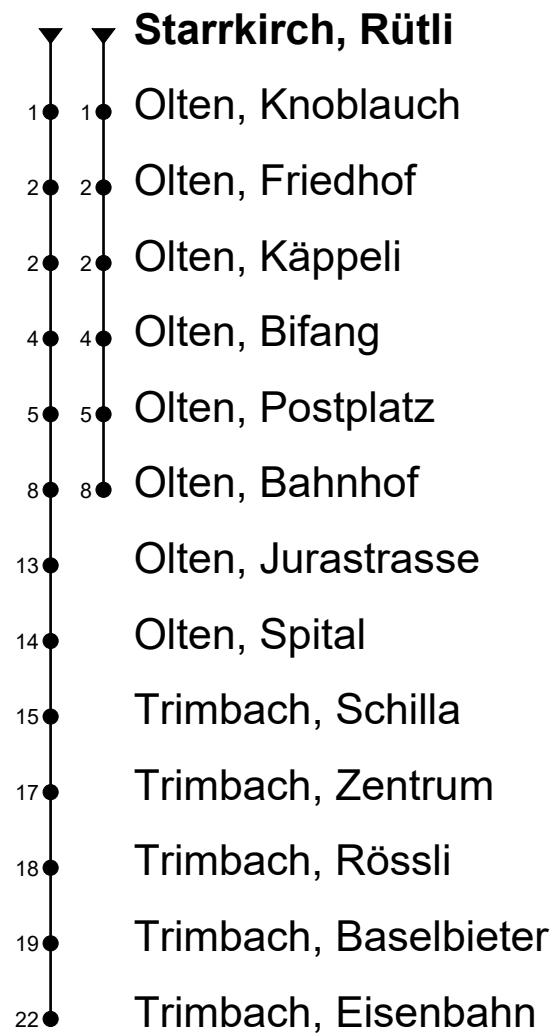 Starrkirch, Rütli
1 1 Olten, Knoblauch
2 2 Olten, Friedhof
2 2 Olten, Käppeli
4 4 Olten, Bifang
5 5 Olten, Postplatz
8 8 Olten, Bahnhof
13 Olten, Jurastrasse
14 Olten, Spital
15 Trimbach, Schilla
17 Trimbach, Zentrum
18 Trimbach, Rössli
19 Trimbach, Baselbieter
22 Trimbach, Eisenbahn